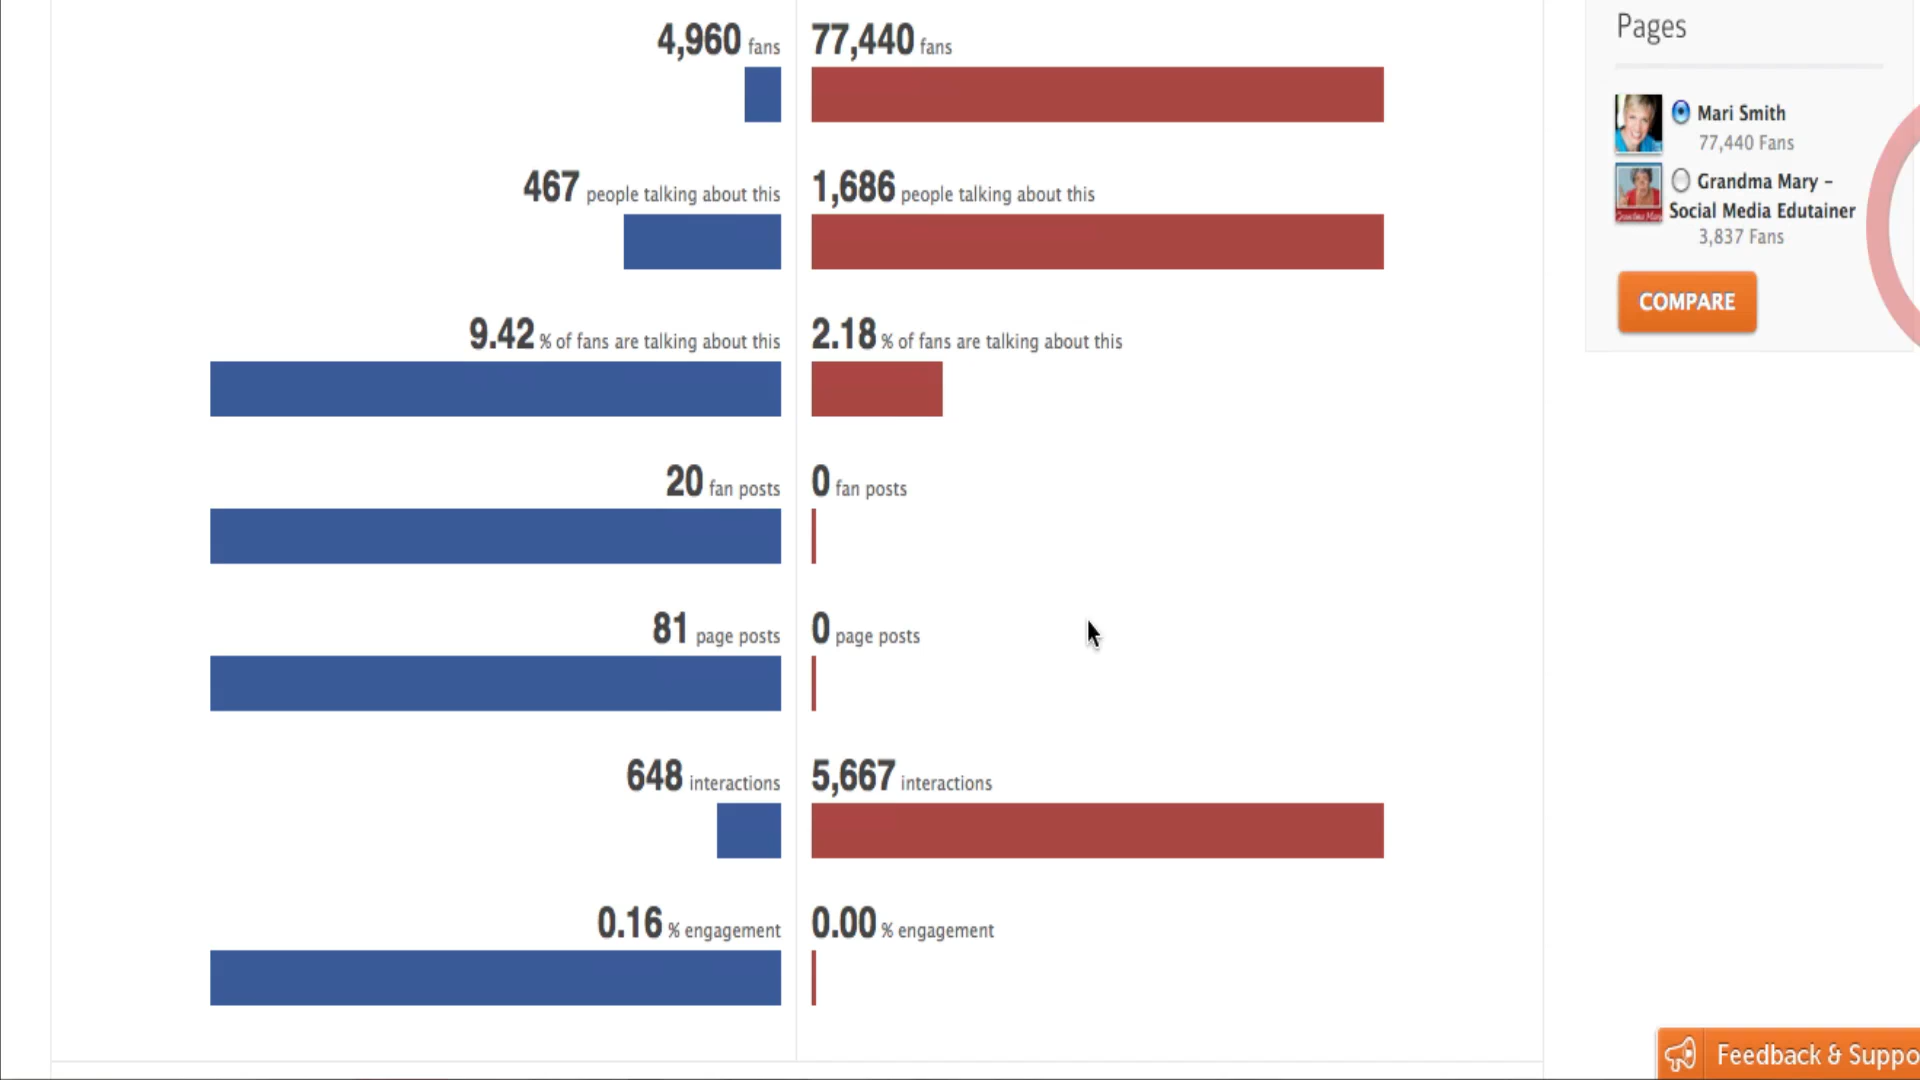 4,960 fans
77,440 fans
467 people talking about this
1,686 people talking about this
9.42 % of fans are talking about this
2.18 % of fans are talking about this
20 fan posts
0 fan posts
81 page posts
0 page posts
648 interactions
5,667 interactions
0.16 % engagement
0.00 % engagement
Pages
Mari Smith
77,440 Fans
Grandma Mary –
Social Media Edutainer
3,837 Fans
COMPARE
Feedback & Suppo